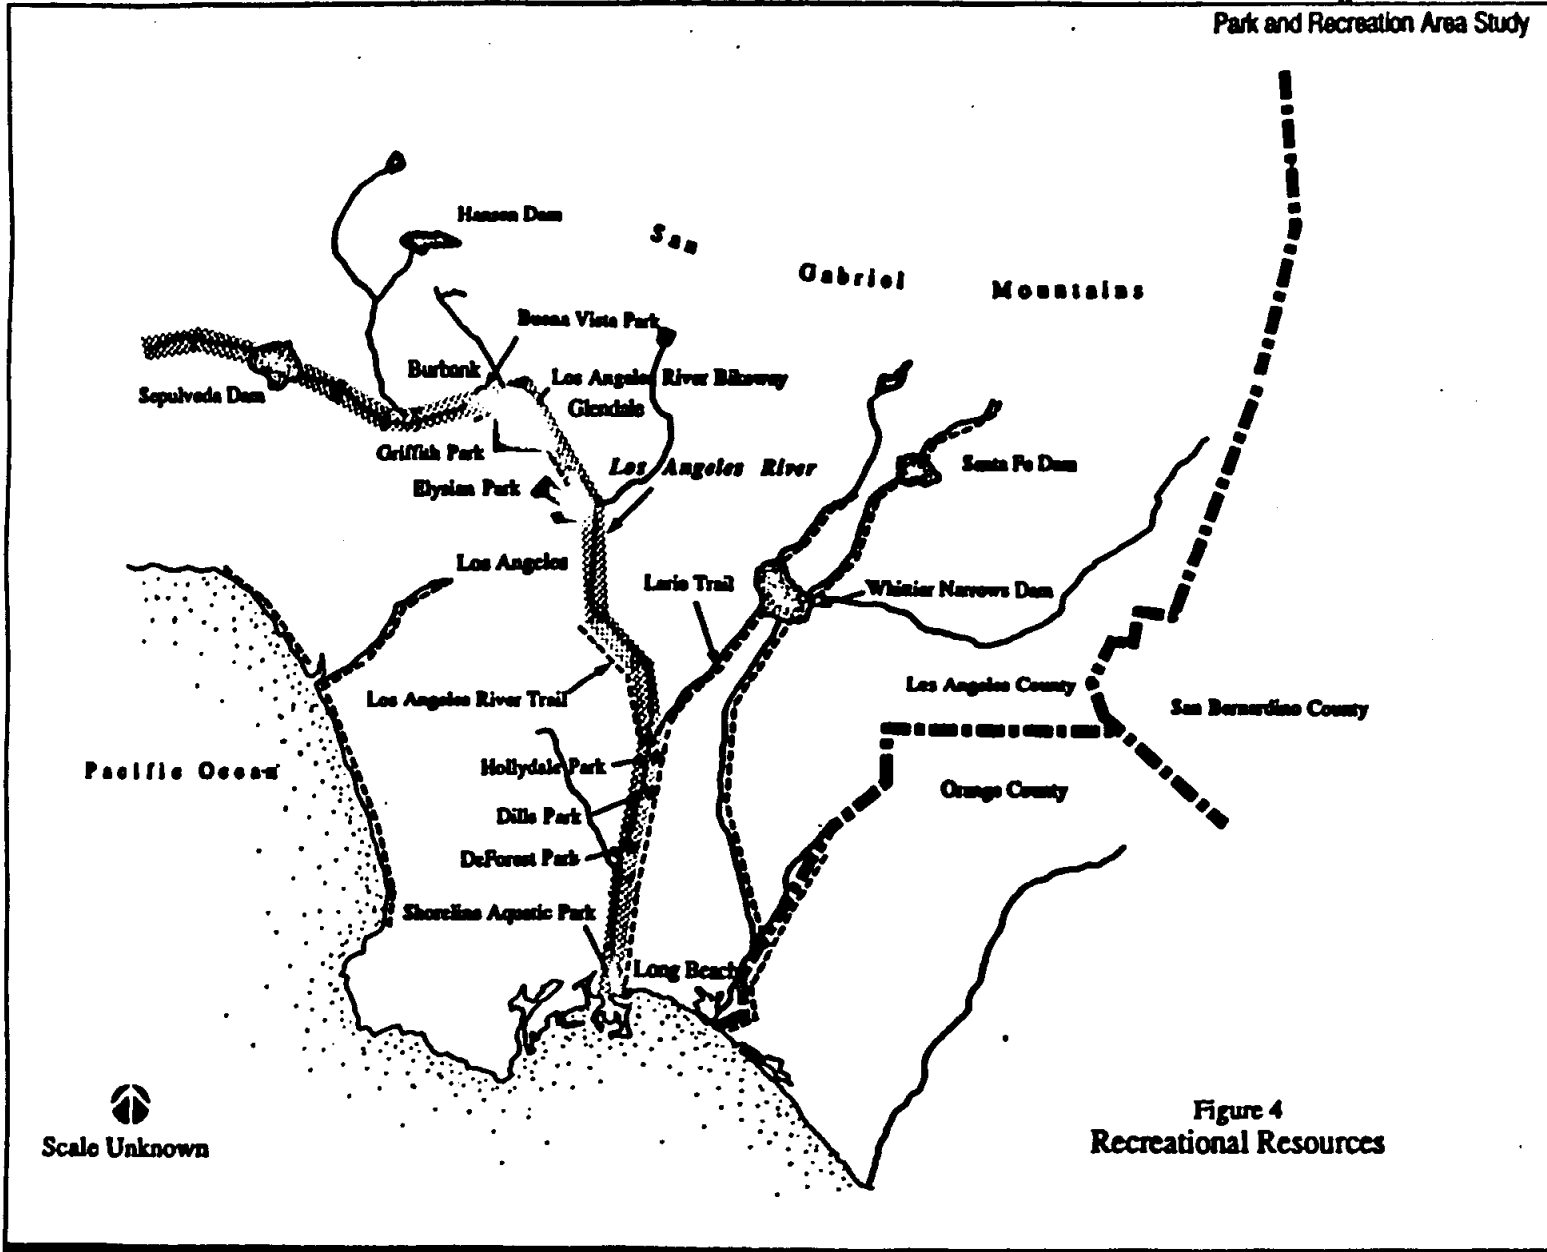 Park and Recreation Area Study
Hansen Dam
San Gabriel Mountains
Buena Vista Park
Burbank
Los Angeles River Bikeway
Sepulveda Dam
Glendale
Griffith Park
Los Angeles River
Santa Fe Dam
Elysian Park
Los Angeles
Lario Trail
Whittier Narrows Dam
Los Angeles River Trail
Los Angeles County
San Bernardino County
Pacific Ocean
Hollydale Park
Orange County
Dills Park
DeForest Park
Shoreline Aquatic Park
Long Beach
Figure 4
Recreational Resources
Scale Unknown